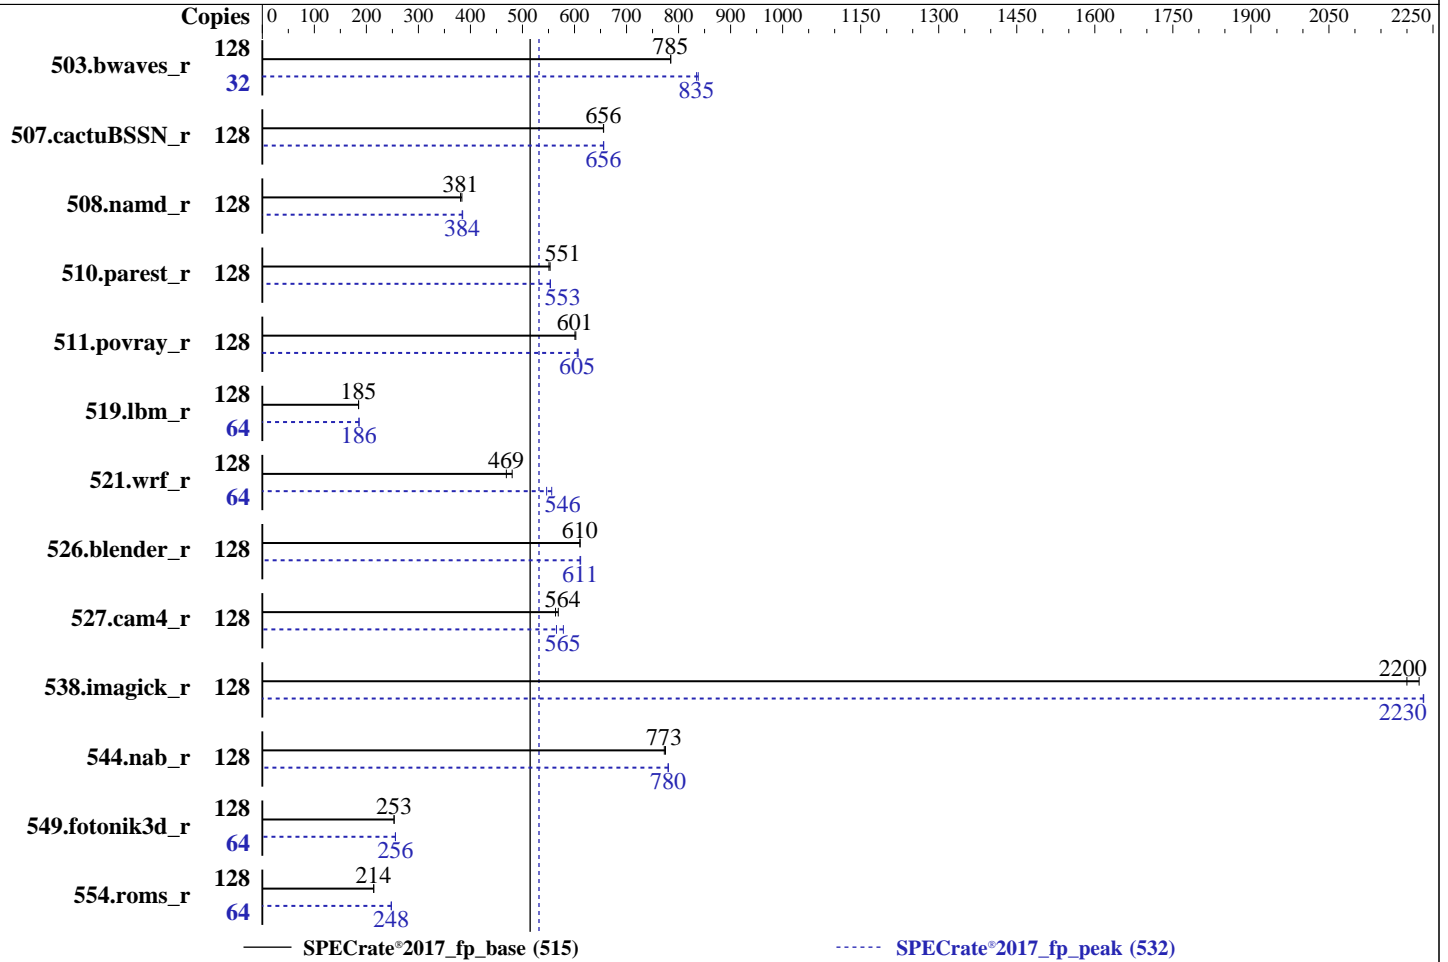 Copies 0 100 200 300 400 500 600 700 800 900 1000 1150 1300 1450 1600 1750 1900 2050 2250
503.bwaves_r 128 785
32 835
507.cactuBSSN_r 128 656
656
508.namd_r 128 381
384
510.parest_r 128 551
553
511.povray_r 128 601
605
519.lbm_r 128 185
64 186
521.wrf_r 128 469
64 546
526.blender_r 128 610
611
527.cam4_r 128 564
565
538.imagick_r 128 2200
2230
544.nab_r 128 773
780
549.fotonik3d_r 128 253
64 256
554.roms_r 128 214
64 248
SPECrate®2017_fp_base (515) SPECrate®2017_fp_peak (532)